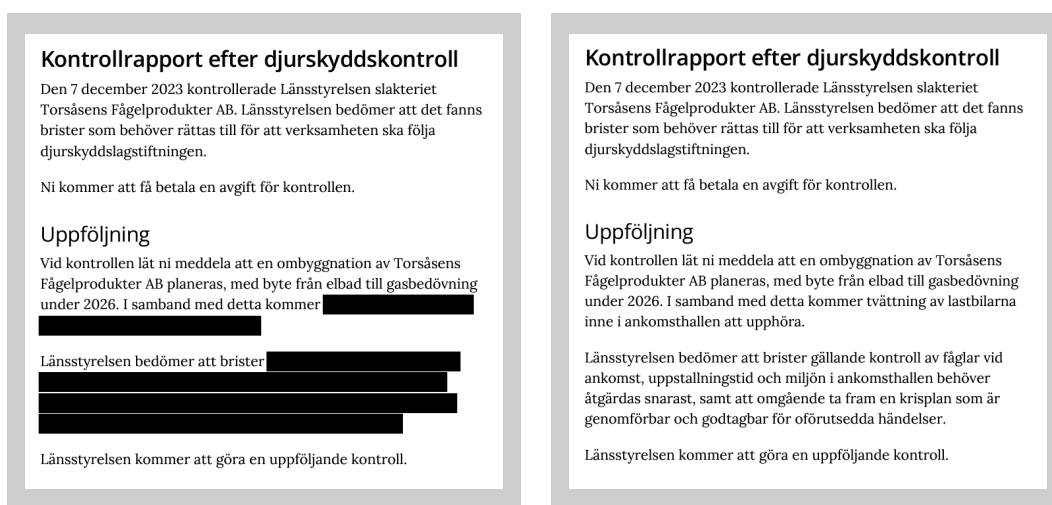 Kontrollrapport efter djurskyddskontroll
Den 7 december 2023 kontrollerade Länsstyrelsen slakteriet
Torsåsens Fågelprodukter AB. Länsstyrelsen bedömer att det fanns
brister som behöver rättas till för att verksamheten ska följa
djurskyddslagstiftningen.
Ni kommer att få betala en avgift för kontrollen.
Uppföljning
Vid kontrollen lät ni meddela att en ombyggnation av Torsåsens
Fågelprodukter AB planeras, med byte från elbad till gasbedövning
under 2026. I samband med detta kommer
Länsstyrelsen bedömer att brister
Länsstyrelsen kommer att göra en uppföljande kontroll.
Kontrollrapport efter djurskyddskontroll
Den 7 december 2023 kontrollerade Länsstyrelsen slakteriet
Torsåsens Fågelprodukter AB. Länsstyrelsen bedömer att det fanns
brister som behöver rättas till för att verksamheten ska följa
djurskyddslagstiftningen.
Ni kommer att få betala en avgift för kontrollen.
Uppföljning
Vid kontrollen lät ni meddela att en ombyggnation av Torsåsens
Fågelprodukter AB planeras, med byte från elbad till gasbedövning
under 2026. I samband med detta kommer tvättning av lastbilarna
inne i ankomsthallen att upphöra.
Länsstyrelsen bedömer att brister gällande kontroll av fåglar vid
ankomst, uppstallningstid och miljön i ankomsthallen behöver
åtgärdas snarast, samt att omgående ta fram en krisplan som är
genomförbar och godtagbar för oförutsedda händelser.
Länsstyrelsen kommer att göra en uppföljande kontroll.